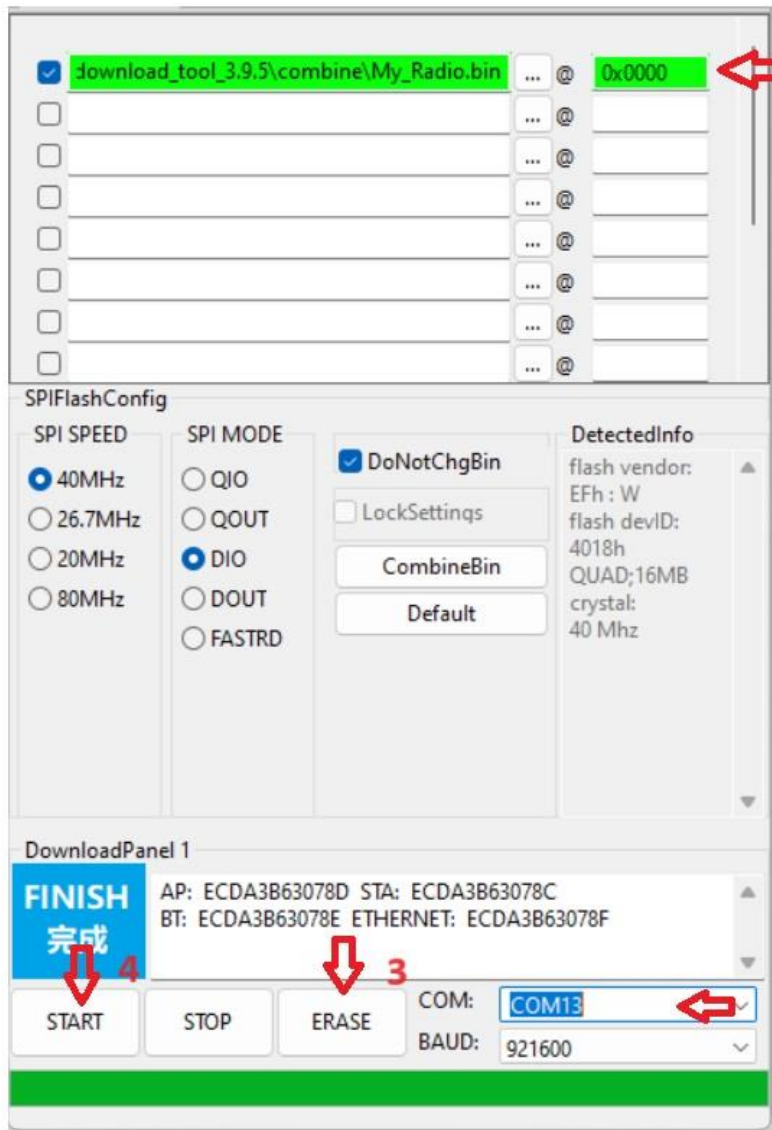 download_tool_3.9.5\combine\My_Radio.bin ... @ 0x0000
... @
... @
... @
... @
... @
... @
... @
SPIFlashConfig
SPI SPEED
40MHz
26.7MHz
20MHz
80MHz
SPI MODE
QIO
QOUT
DIO
DOUT
FASTRD
DoNotChgBin
LockSettings
CombineBin
Default
DetectedInfo
flash vendor:
EFh : W
flash devID:
4018h
QUAD;16MB
crystal:
40 Mhz
DownloadPanel 1
FINISH
完成
AP: ECDA3B63078D STA: ECDA3B63078C
BT: ECDA3B63078E ETHERNET: ECDA3B63078F
4
3
START
STOP
ERASE
COM: COM13
BAUD: 921600